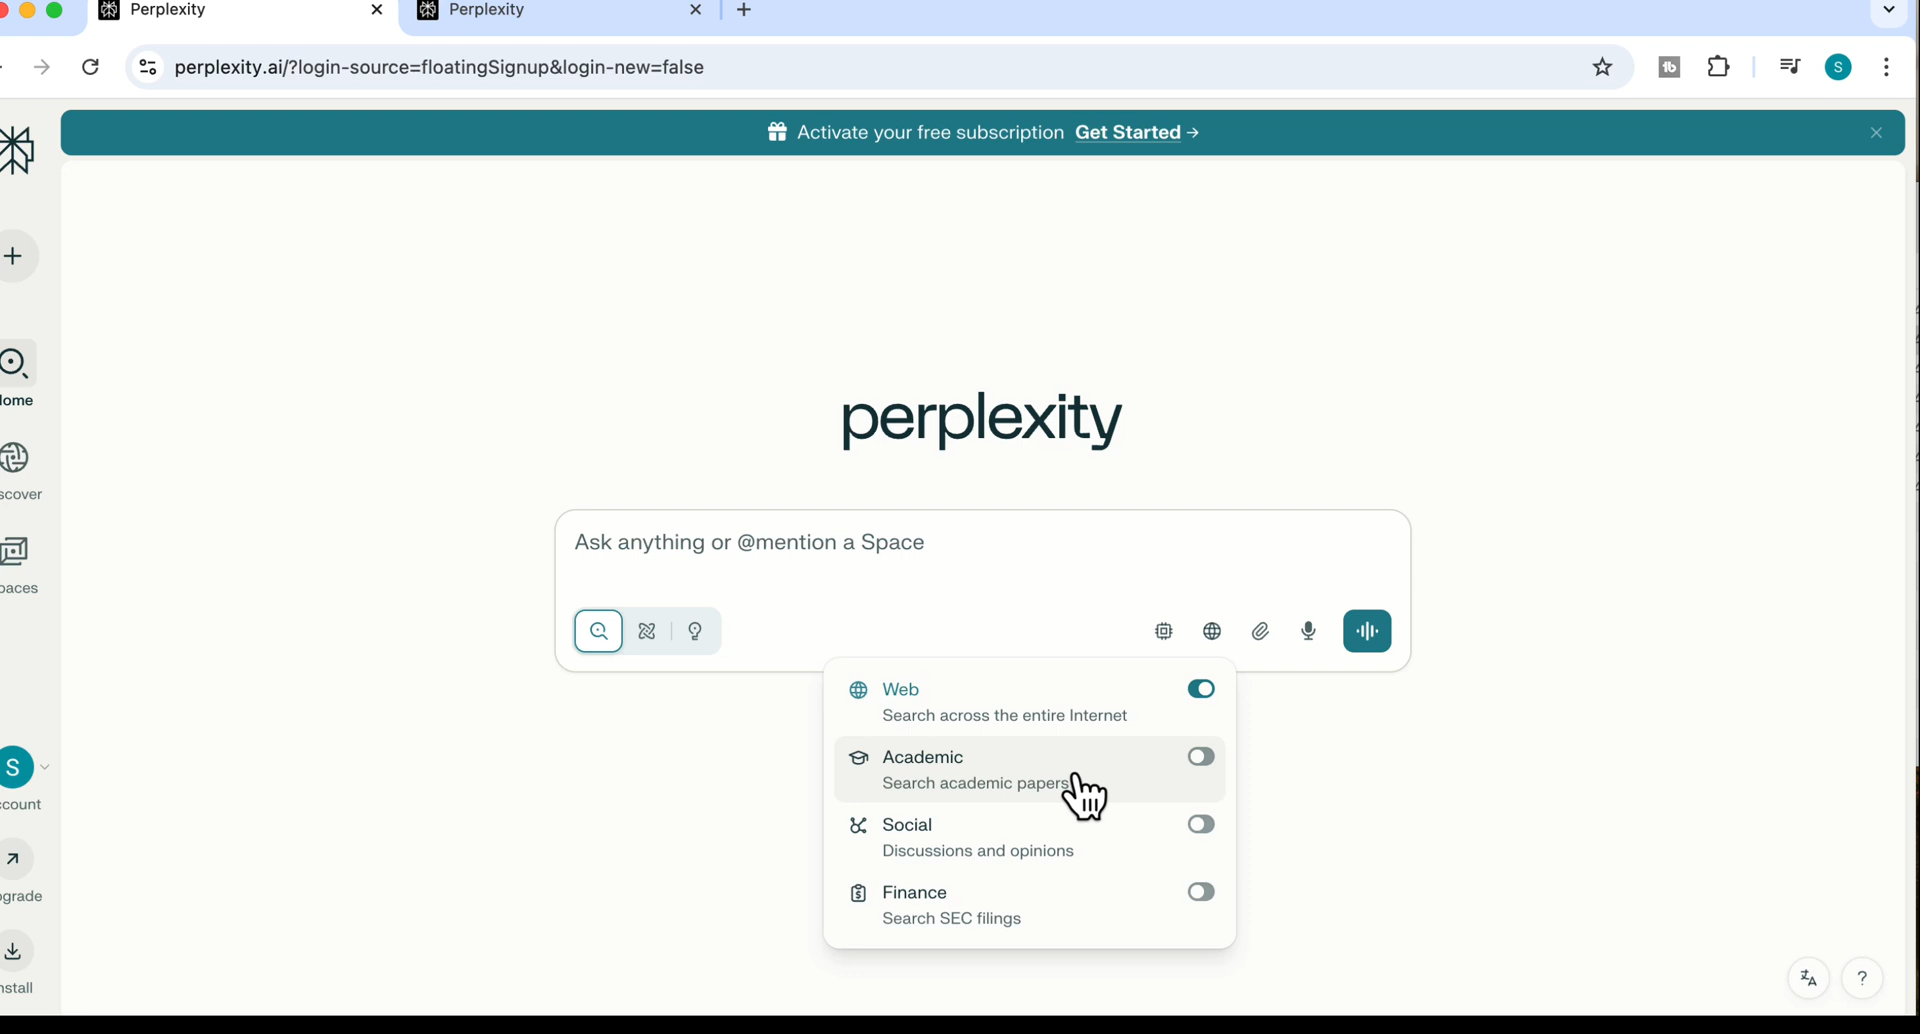 Perplexity
Perplexity
perplexity.ai/?login-source=floatingSignup&login-new=false
S
Activate your free subscription Get Started →
perplexity
Ask anything or @mention a Space
Web
Search across the entire Internet
Academic
Search academic papers
Social
Discussions and opinions
Finance
Search SEC filings
ome
scover
paces
S
ccount
grade
nstall
?